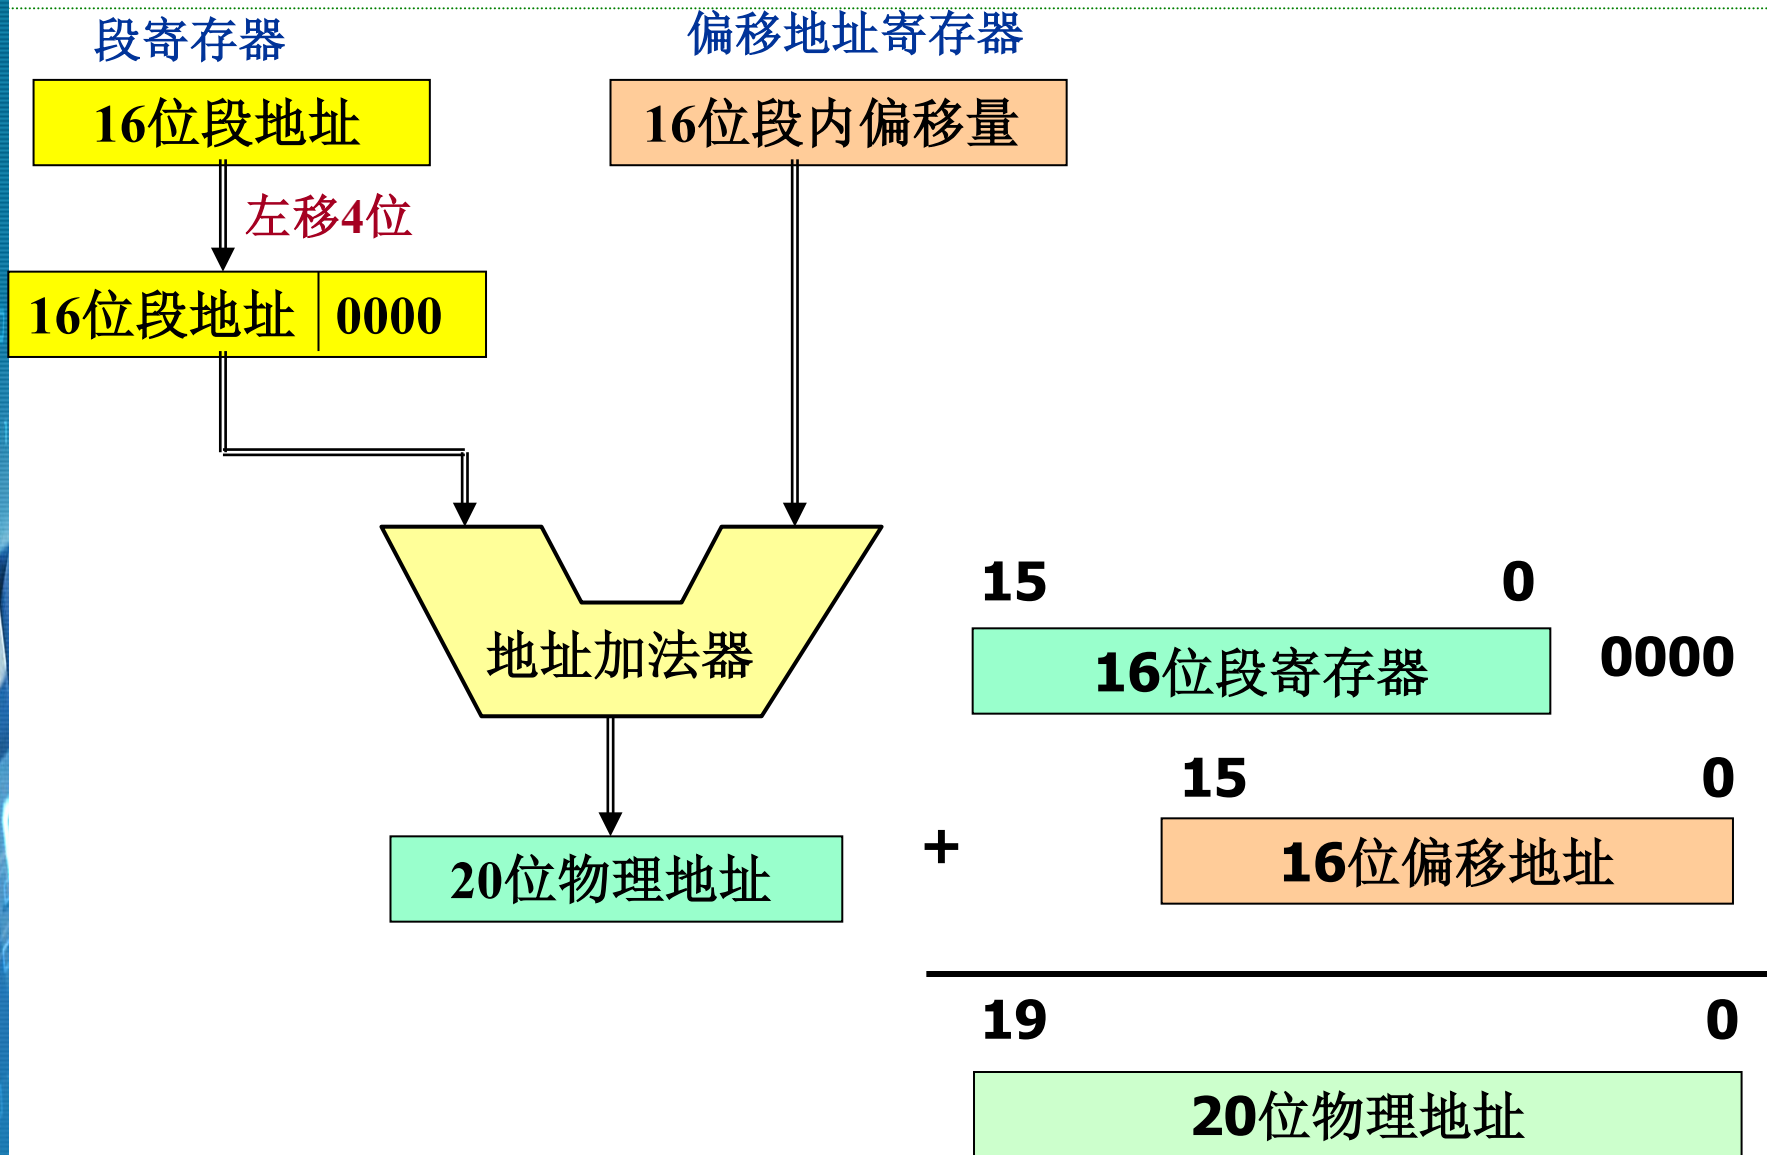 段寄存器
偏移地址寄存器
16位段地址
16位段内偏移量
左移4位
16位段地址 0000
地址加法器
20位物理地址
15 0
16位段寄存器 0000
15 0
+ 16位偏移地址
19 0
20位物理地址